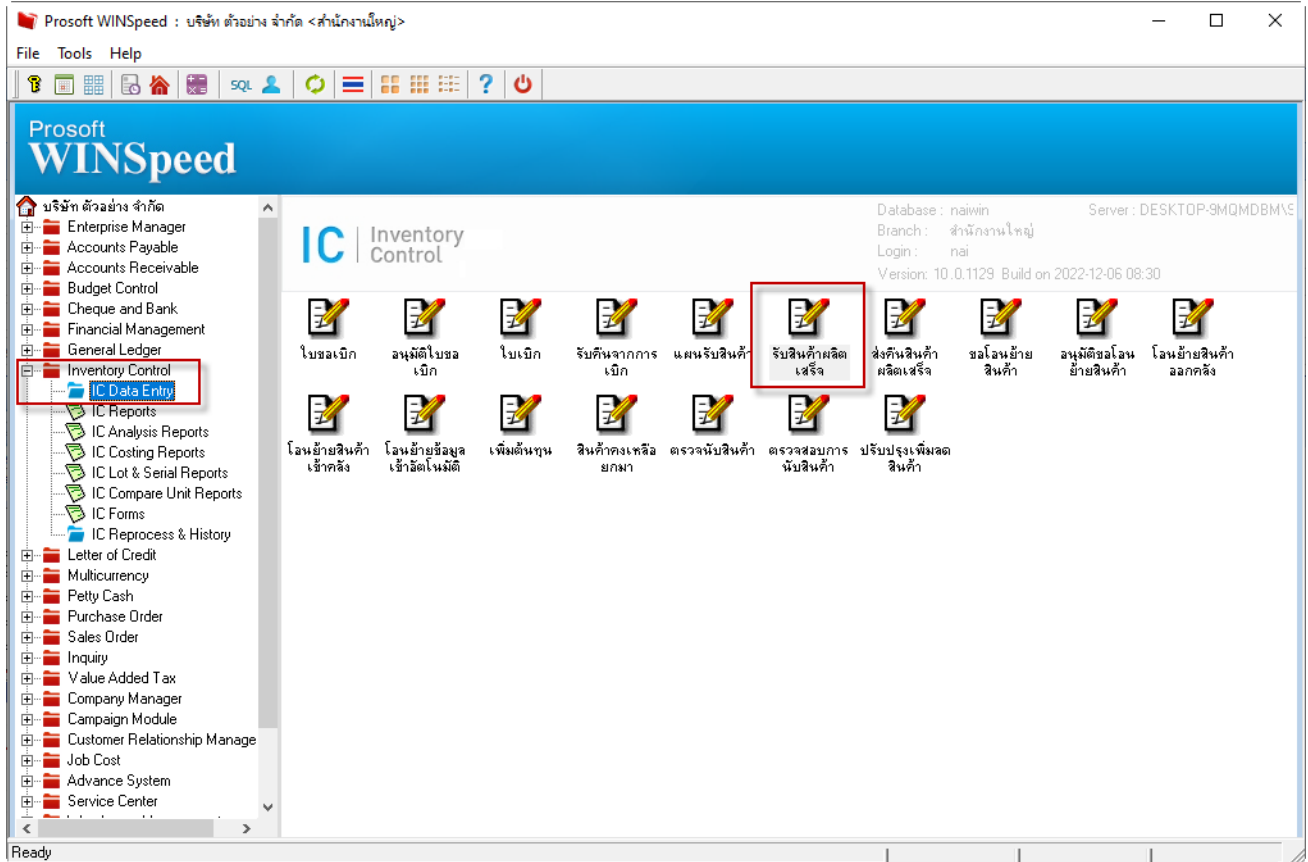 Prosoft WINSpeed : บริษัท ตัวอย่าง จำกัด <สำนักงานใหญ่>
File Tools Help
SQL
Prosoft
WINSpeed
บริษัท ตัวอย่าง จำกัด
Enterprise Manager
Accounts Payable
Accounts Receivable
Budget Control
Cheque and Bank
Financial Management
General Ledger
Inventory Control
IC Data Entry
IC Reports
IC Analysis Reports
IC Costing Reports
IC Lot & Serial Reports
IC Compare Unit Reports
IC Forms
IC Reprocess & History
Letter of Credit
Multicurrency
Petty Cash
Purchase Order
Sales Order
Inquiry
Value Added Tax
Company Manager
Campaign Module
Customer Relationship Manage
Job Cost
Advance System
Service Center
IC Inventory
Control
Database : naiwin Server : DESKTOP-9MQMDBM\S
Branch : สำนักงานใหญ่
Login : nai
Version: 10.0.1129 Build on 2022-12-06 08:30
ใบขอเบิก
อนุมัติใบขอ
เบิก
ใบเบิก
รับคืนจากการ
เบิก
แผนรับสินค้า
รับสินค้าผลิต
เสร็จ
ส่งคืนสินค้า
ผลิตเสร็จ
ขอโอนย้าย
สินค้า
อนุมัติขอโอน
ย้ายสินค้า
โอนย้ายสินค้า
ออกคลัง
โอนย้ายสินค้า
เข้าคลัง
โอนย้ายข้อมูล
เข้าอัตโนมัติ
เพิ่มต้นทุน
สินค้าคงเหลือ
ยกมา
ตรวจนับสินค้า
ตรวจสอบการ
นับสินค้า
ปรับปรุงเพิ่มลด
สินค้า
Ready